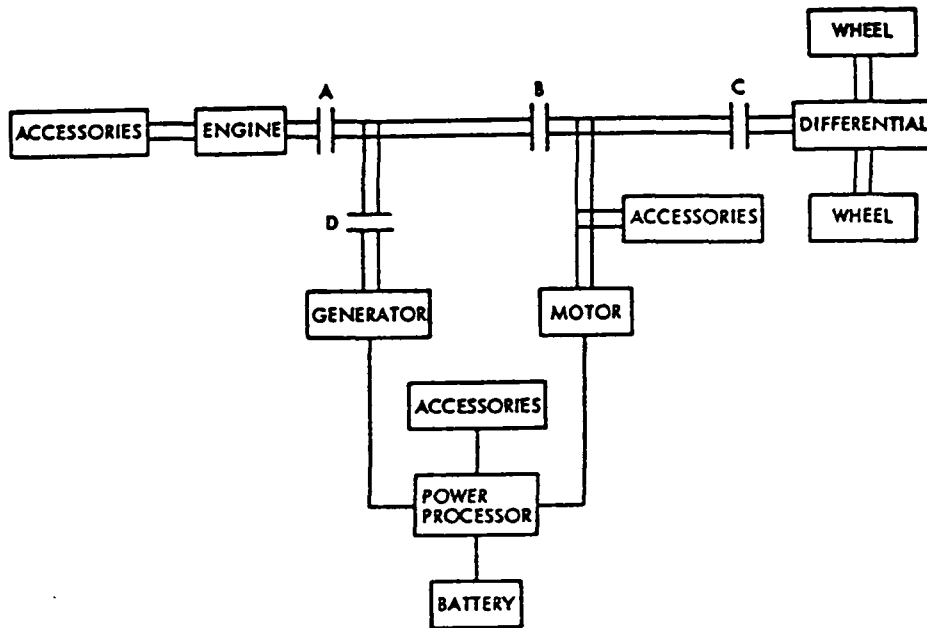 WHEEL
A
B
C
ACCESSORIES
ENGINE
DIFFERENTIAL
D
ACCESSORIES
WHEEL
GENERATOR
MOTOR
ACCESSORIES
POWER
PROCESSOR
BATTERY